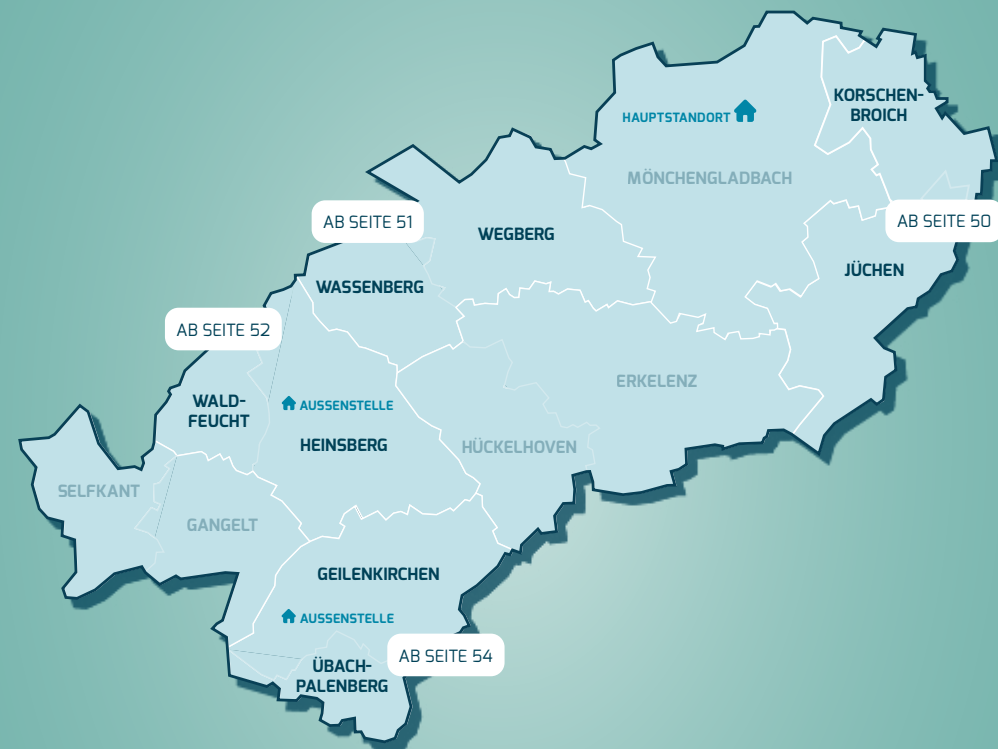 KORSCHEN-
BROICH
HAUPTSTANDORT
MÖNCHENGLADBACH
AB SEITE 51
AB SEITE 50
WEGBERG
JÜCHEN
WASSENBERG
AB SEITE 52
ERKELENZ
WALD-
FEUCHT
AUSSENSTELLE
HEINSBERG
HÜCKELHOVEN
SELFKANT
GANGELT
GEILENKIRCHEN
AUSSENSTELLE
AB SEITE 54
ÜBACH-
PALENBERG